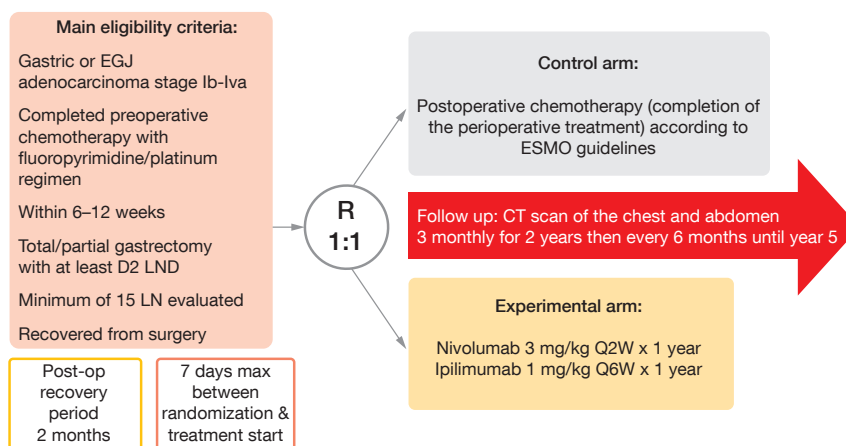 Main eligibility criteria:
Gastric or EGJ
adenocarcinoma stage Ib-Iva
Completed preoperative
chemotherapy with
fluoropyrimidine/platinum
regimen
Within 6–12 weeks
Total/partial gastrectomy
with at least D2 LND
Minimum of 15 LN evaluated
Recovered from surgery
Post-op
recovery
period
2 months
7 days max
between
randomization &
treatment start
R
1:1
Control arm:
Postoperative chemotherapy (completion of
the perioperative treatment) according to
ESMO guidelines
Follow up: CT scan of the chest and abdomen
3 monthly for 2 years then every 6 months until year 5
Experimental arm:
Nivolumab 3 mg/kg Q2W x 1 year
Ipilimumab 1 mg/kg Q6W x 1 year